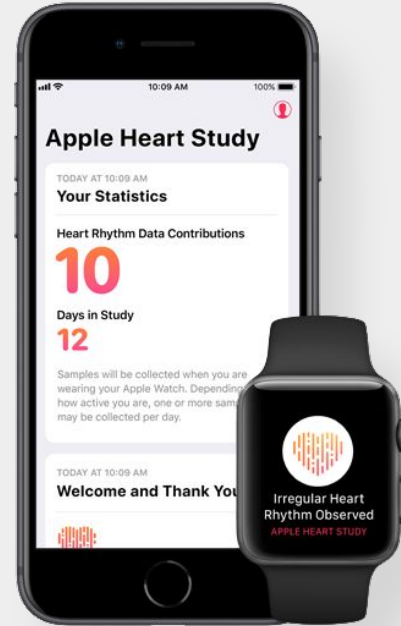 10:09 AM
100%
Apple Heart Study
TODAY AT 10:09 AM
Your Statistics
Heart Rhythm Data Contributions
10
Days in Study
12
Samples will be collected when you are
wearing your Apple Watch. Depending
how active you are, one or more
may be collected per day.
TODAY AT 10:09 AM
Welcome and Thank
Irregular Heart
Rhythm Observed
APPLE HEART STUDY